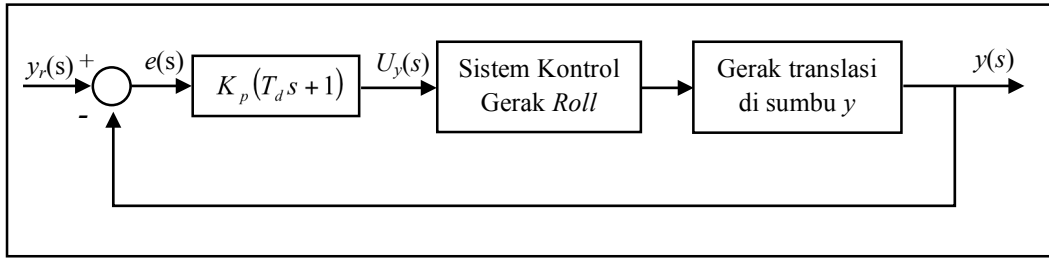 y_r(s)
+
-
e(s)
K_p(T_d s + 1)
U_y(s)
Sistem Kontrol
Gerak Roll
Gerak translasi
di sumbu y
y(s)